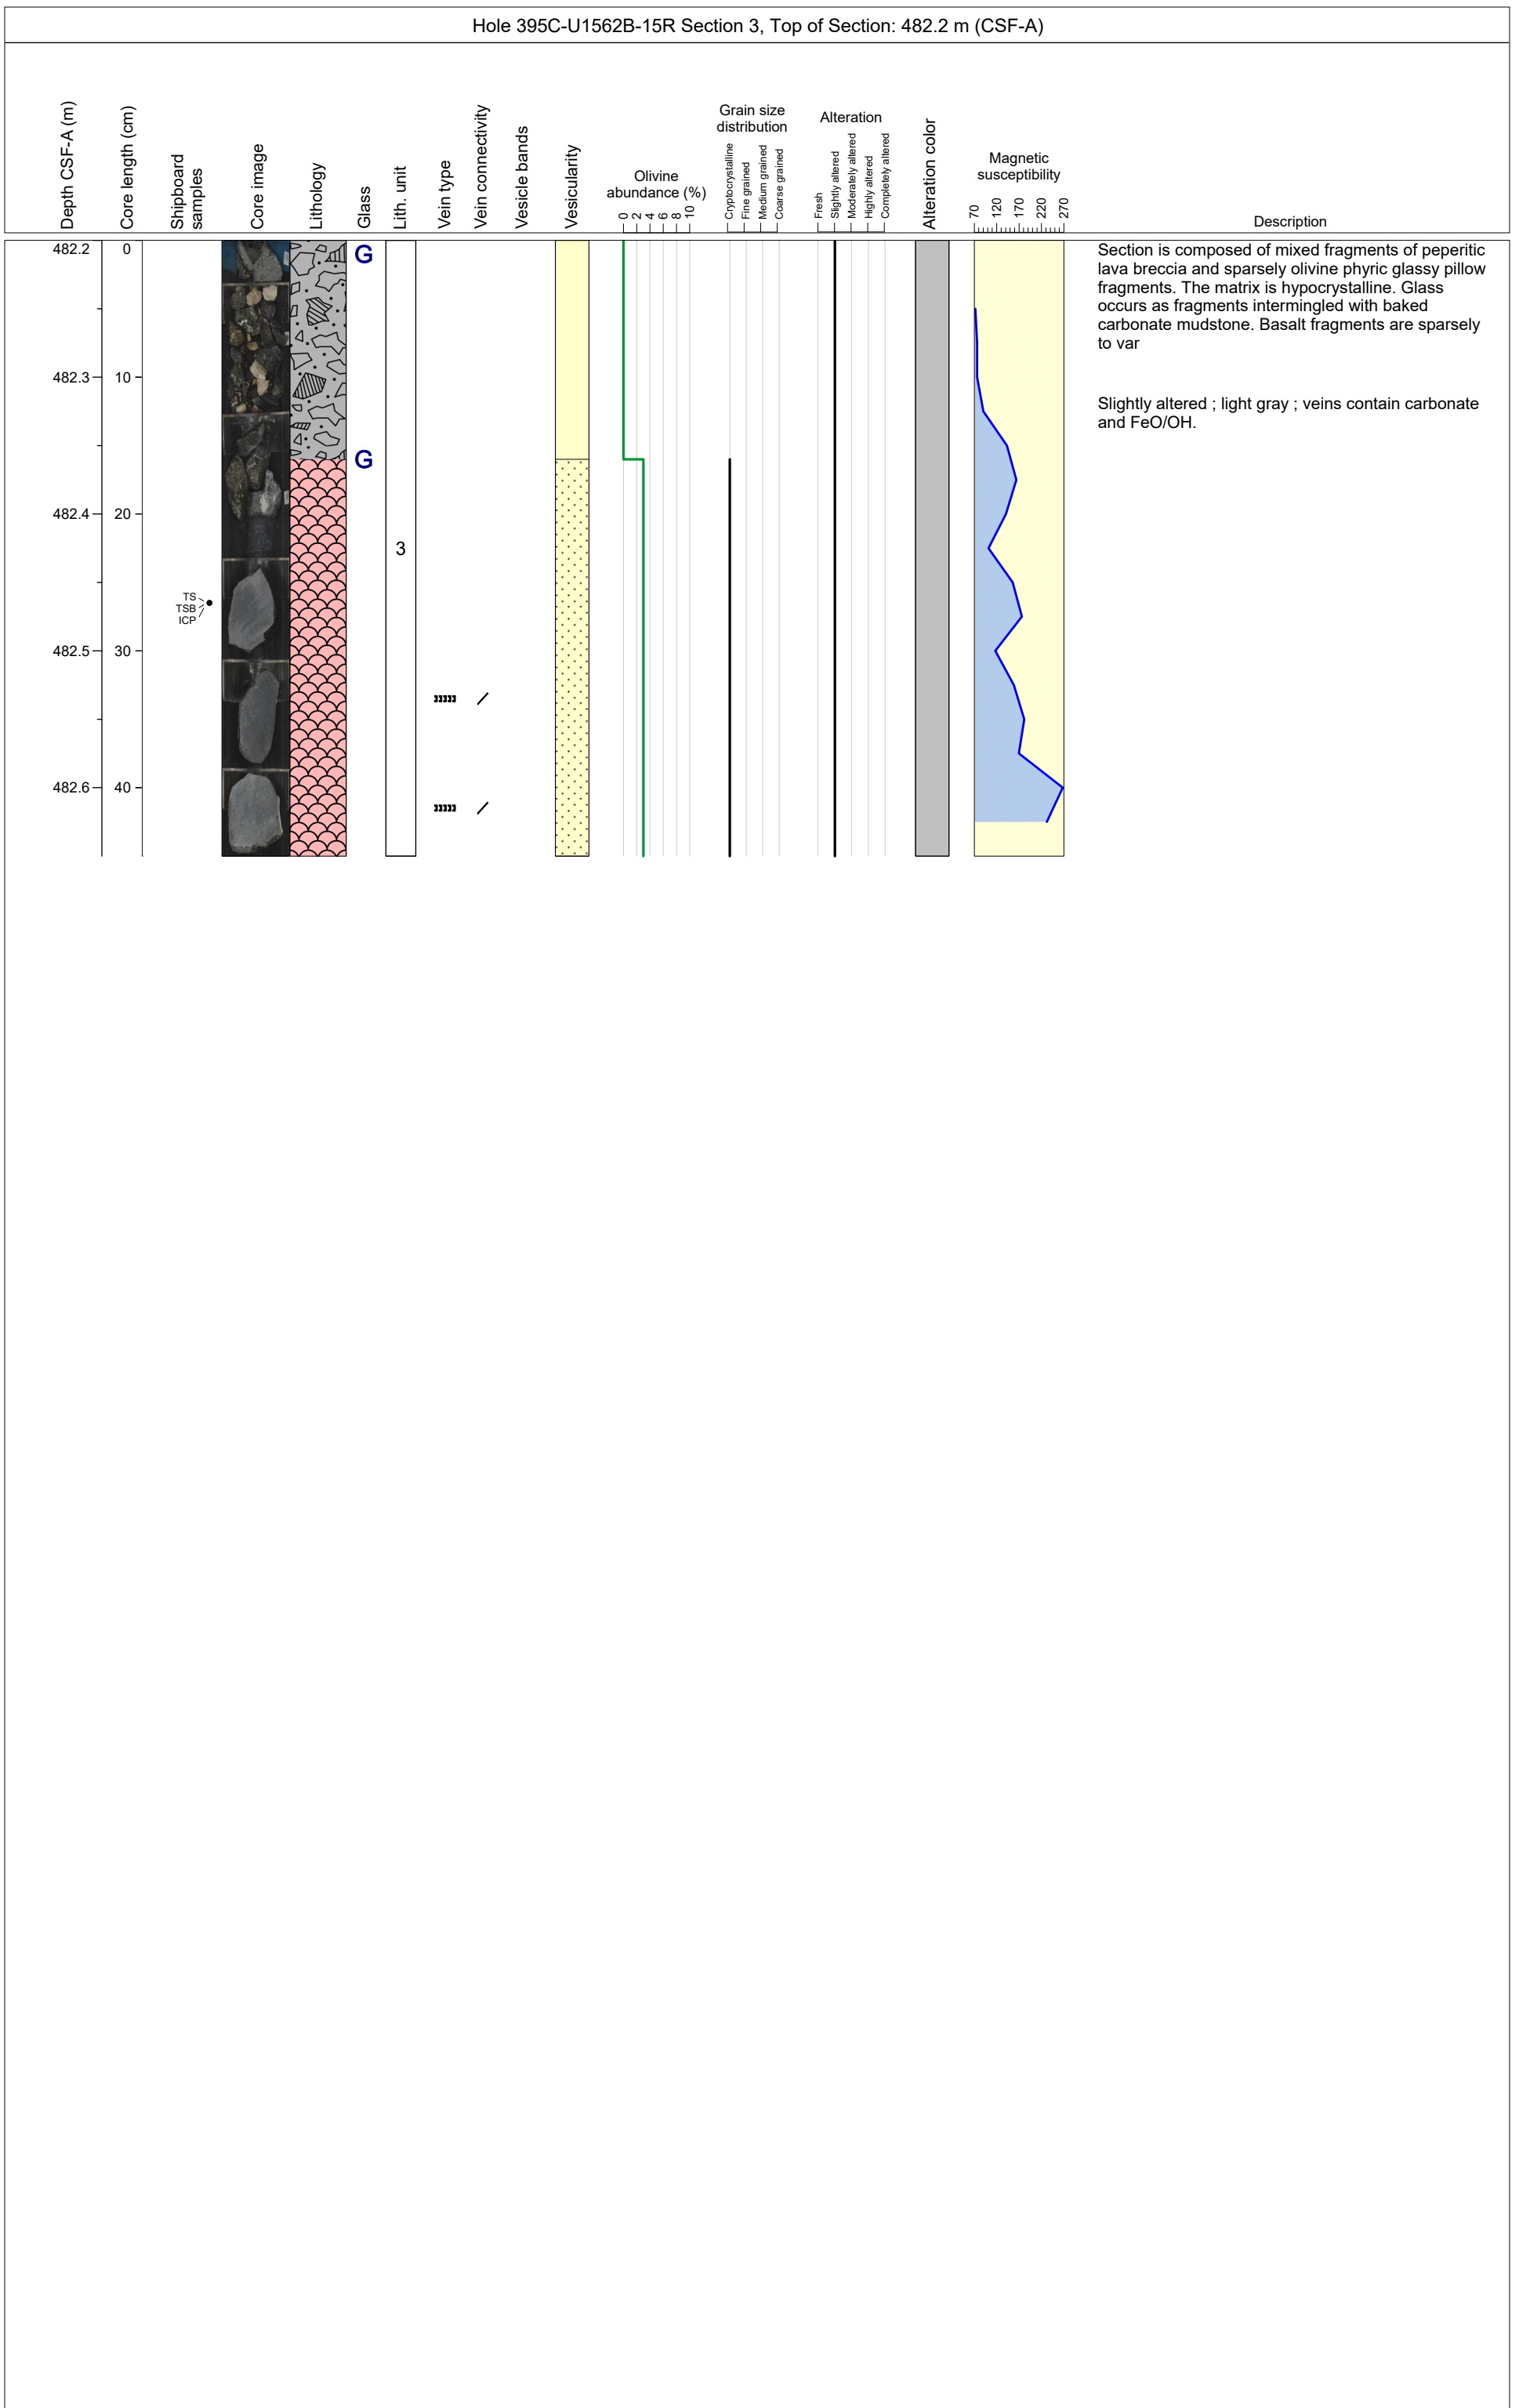 Hole 395C-U1562B-15R Section 3, Top of Section: 482.2 m (CSF-A)
Depth CSF-A (m)
Core length (cm)
Shipboard
samples
Core image
Lithology
Glass
Lith. unit
Vein type
Vein connectivity
Vesicle bands
Vesicularity
Olivine
abundance (%)
0
2
4
6
8
10
Grain size
distribution
Cryptocrystalline
Fine grained
Medium grained
Coarse grained
Alteration
Fresh
Slightly altered
Moderately altered
Highly altered
Completely altered
Alteration color
Magnetic
susceptibility
70
120
170
220
270
Description
482.2
482.3
482.4
482.5
482.6
0
10
20
30
40
TS
TSB
ICP
G
G
3
Section is composed of mixed fragments of peperitic
lava breccia and sparsely olivine phyric glassy pillow
fragments. The matrix is hypocrystalline. Glass
occurs as fragments intermingled with baked
carbonate mudstone. Basalt fragments are sparsely
to var
Slightly altered ; light gray ; veins contain carbonate
and FeO/OH.